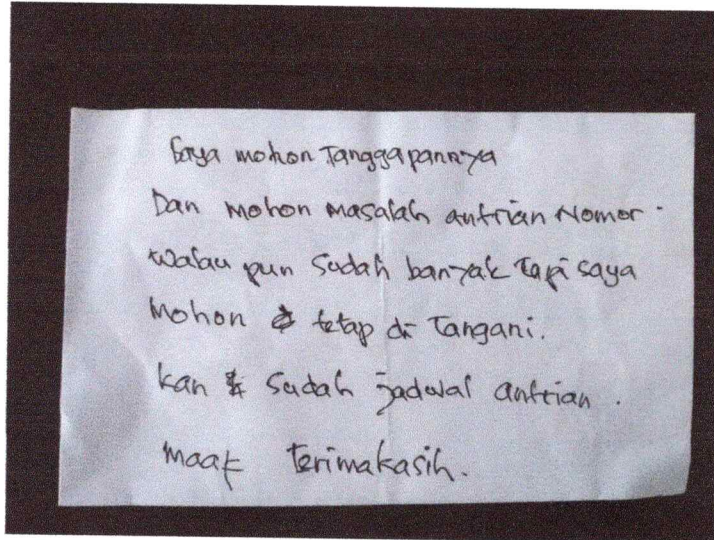 Saya mohon Tanggapannya
Dan mohon masalah antrian Nomor.
walau pun sudah banyak Tapi saya
mohon tetap di Tangani.
kan sudah jadwal antrian.
maaf terimakasih.